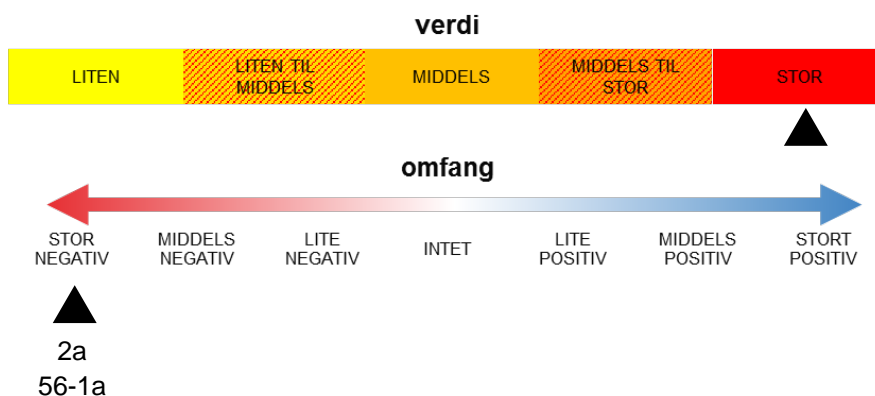 verdi
LITEN
LITEN TIL
MIDDELS
MIDDELS
MIDDELS TIL
STOR
STOR
omfang
STOR
NEGATIV
MIDDELS
NEGATIV
LITE
NEGATIV
INTET
LITE
POSITIV
MIDDELS
POSITIV
STORT
POSITIV
2a
56-1a